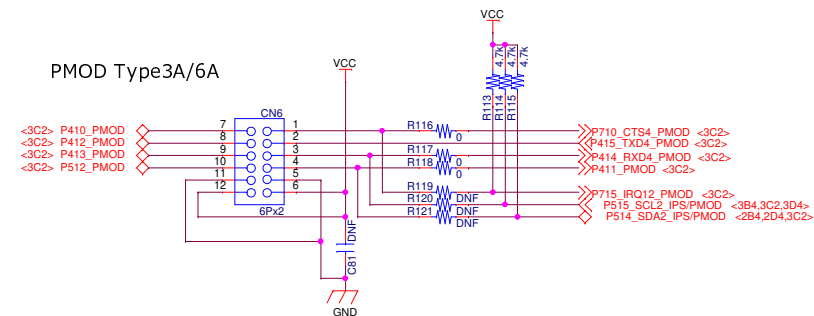 VCC
4.7k
4.7k
4.7k
PMOD Type3A/6A
VCC
R113
R114
R115
CN6
<3C2> P410_PMOD 7 1 R116 0 P710_CTS4_PMOD <3C2>
<3C2> P412_PMOD 8 2 P415_TXD4_PMOD <3C2>
<3C2> P413_PMOD 9 3 R117 0 P414_RXD4_PMOD <3C2>
<3C2> P512_PMOD 10 4 R118 0 P411_PMOD <3C2>
11 5
12 6 R119 DNF P715_IRQ12_PMOD <3C2>
R120 DNF P515_SCL2_IPS/PMOD <3B4,3C2,3D4>
6Px2 R121 DNF P514_SDA2_IPS/PMOD <2B4,2D4,3C2>
DNF
C81
GND